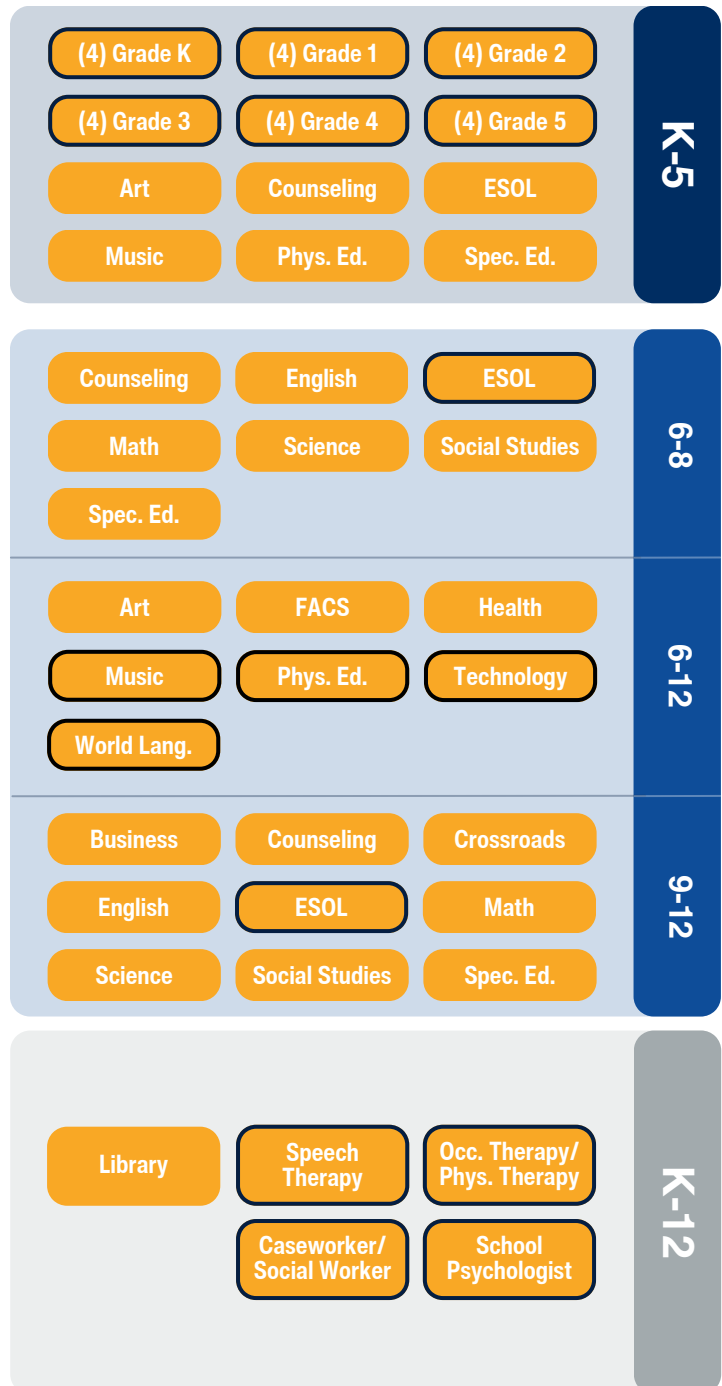 (4) Grade K
(4) Grade 1
(4) Grade 2
(4) Grade 3
(4) Grade 4
(4) Grade 5
Art
Counseling
ESOL
Music
Phys. Ed.
Spec. Ed.
K-5
Counseling
English
ESOL
Math
Science
Social Studies
Spec. Ed.
6-8
Art
FACS
Health
Music
Phys. Ed.
Technology
World Lang.
6-12
Business
Counseling
Crossroads
English
ESOL
Math
Science
Social Studies
Spec. Ed.
9-12
Library
Speech
Therapy
Occ. Therapy/
Phys. Therapy
Caseworker/
Social Worker
School
Psychologist
K-12